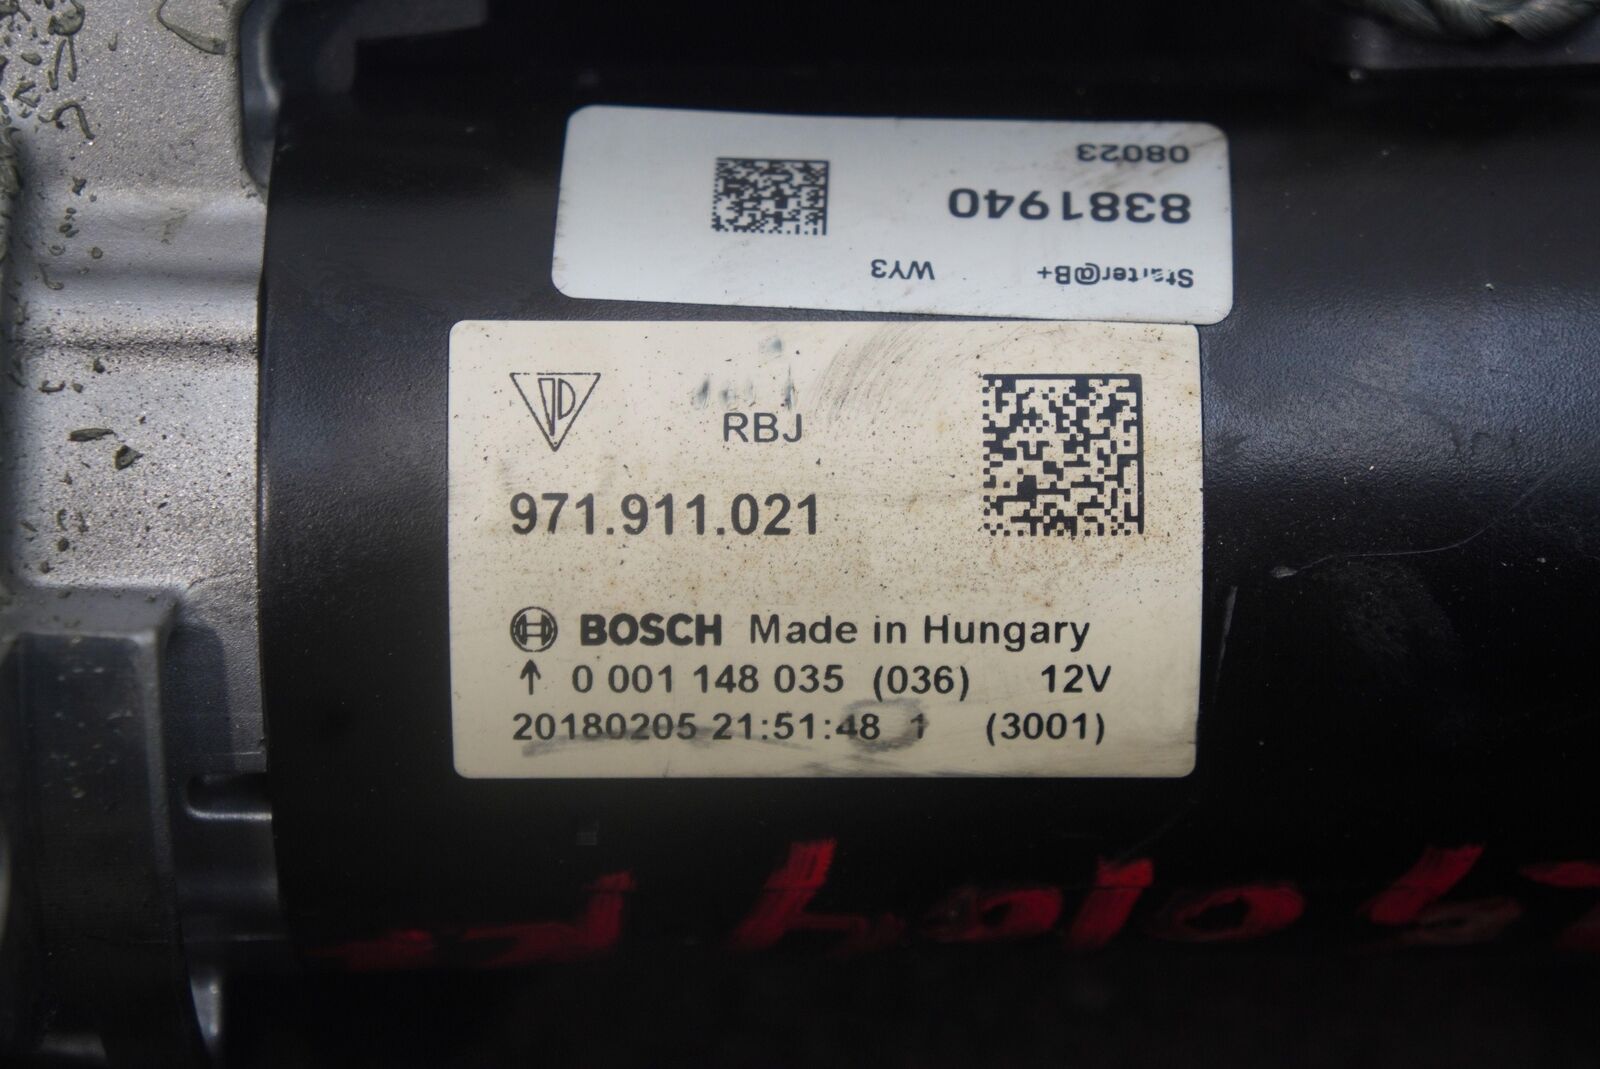 08023
8381940
Starter@B+ WY3
RBJ
971.911.021
BOSCH Made in Hungary
↑ 0 001 148 035 (036) 12V
20180205 21:51:48 1 (3001)